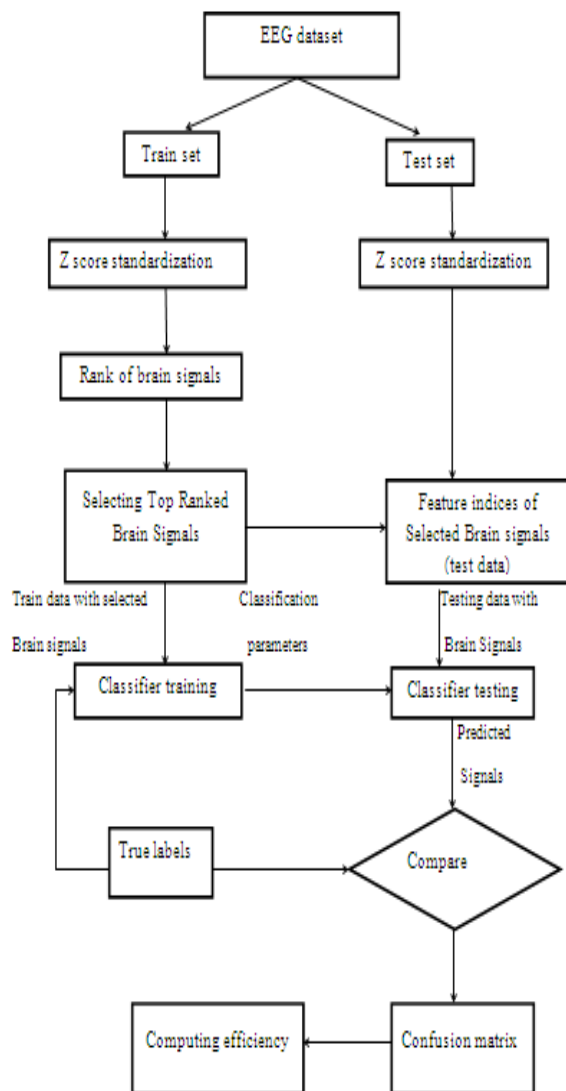 EEG dataset
Train set
Test set
Z score standardization
Z score standardization
Rank of brain signals
Selecting Top Ranked
Brain Signals
Feature indices of
Selected Brain signals
(test data)
Train data with selected
Brain signals
Classification
parameters
Testing data with
Brain Signals
Classifier training
Classifier testing
Predicted
Signals
True labels
Compare
Computing efficiency
Confusion matrix